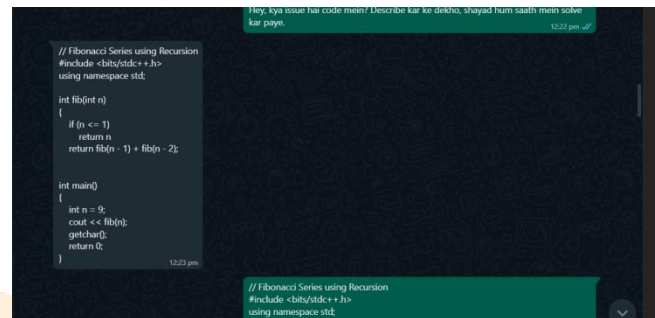 Hey, kya issue hai code mein? Describe kar ke dekho, shayad hum saath mein solve
kar paye.
12:22 pm
// Fibonacci Series using Recursion
#include <bits/stdc++.h>
using namespace std;

int fib(int n)
{
if (n <= 1)
return n
return fib(n - 1) + fib(n - 2);

int main()
{
int n = 9;
cout << fib(n);
getchar();
return 0;
}
12:23 pm
// Fibonacci Series using Recursion
#include <bits/stdc++.h>
using namespace std;